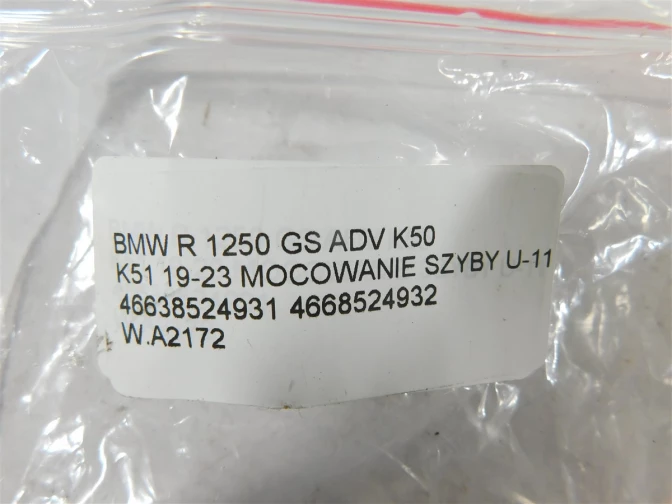 BMW R 1250 GS ADV K50
K51 19-23 MOCOWANIE SZYBY U-11
46638524931 4668524932
W.A2172